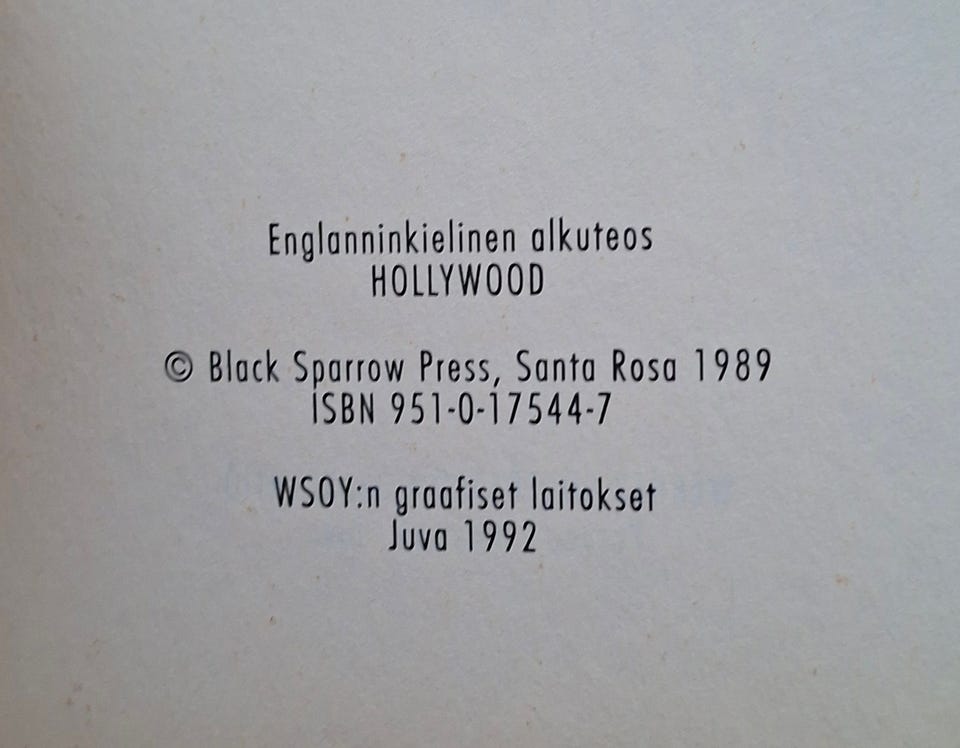 Englanninkielinen alkuteos
HOLLYWOOD
© Black Sparrow Press, Santa Rosa 1989
ISBN 951-0-17544-7
WSOY:n graafiset laitokset
Juva 1992